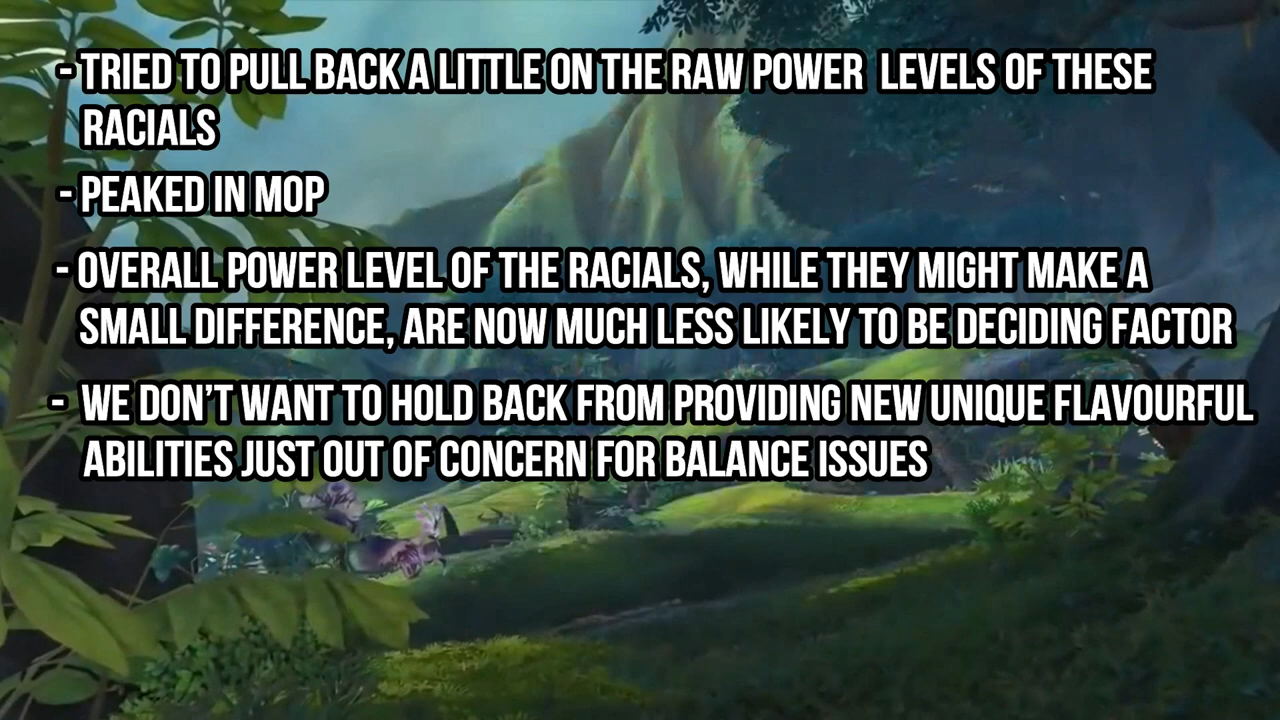 - TRIED TO PULL BACK A LITTLE ON THE RAW POWER LEVELS OF THESE
RACIALS
- PEAKED IN MOP
- OVERALL POWER LEVEL OF THE RACIALS, WHILE THEY MIGHT MAKE A
SMALL DIFFERENCE, ARE NOW MUCH LESS LIKELY TO BE DECIDING FACTOR
- WE DON'T WANT TO HOLD BACK FROM PROVIDING NEW UNIQUE FLAVOURFUL
ABILITIES JUST OUT OF CONCERN FOR BALANCE ISSUES